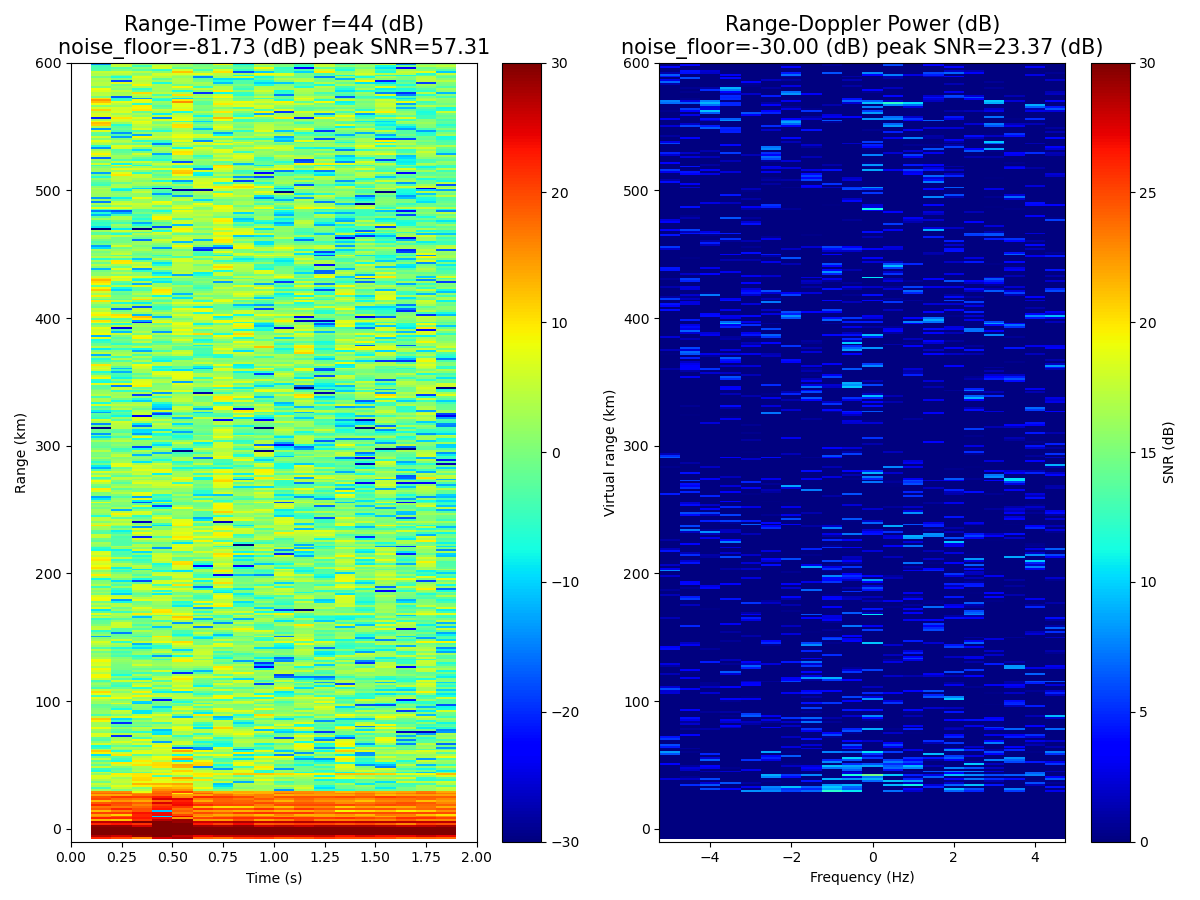 Range-Time Power f=44 (dB)
noise_floor=-81.73 (dB) peak SNR=57.31
600
500
400
300
200
100
0
Range (km)
0.00 0.25 0.50 0.75 1.00 1.25 1.50 1.75 2.00
Time (s)
30
20
10
0
−10
−20
−30
Range-Doppler Power (dB)
noise_floor=-30.00 (dB) peak SNR=23.37 (dB)
600
500
400
300
200
100
0
Virtual range (km)
−4 −2 0 2 4
Frequency (Hz)
30
25
20
15
10
5
0
SNR (dB)